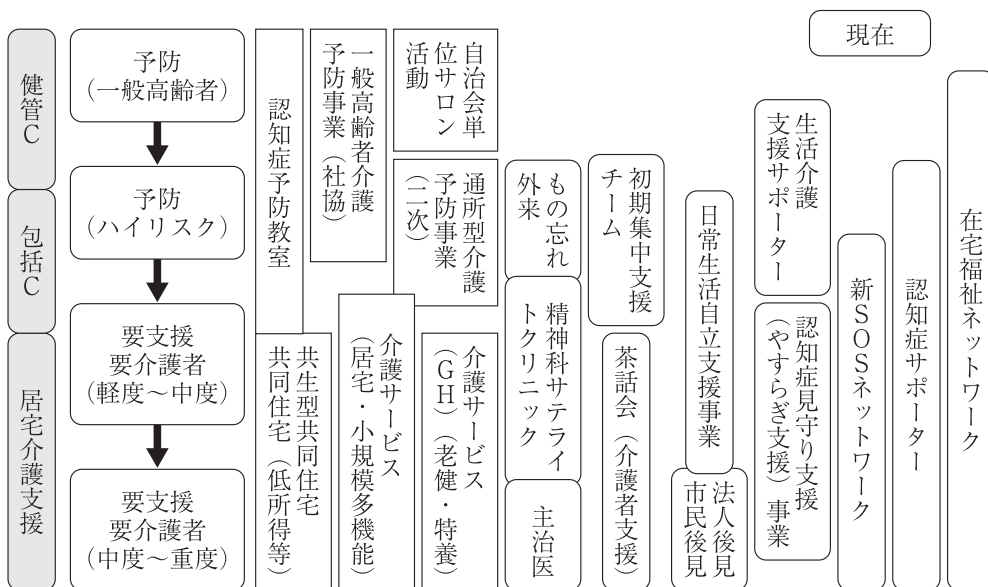 現在
健管C
包括C
居宅介護支援
予防
(一般高齢者)
予防
(ハイリスク)
要支援
要介護者
(軽度～中度)
要支援
要介護者
(中度～重度)
認知症予防教室
共生型共同住宅
共同住宅(低所得等)
一般高齢者介護
予防事業(社協)
介護サービス
(居宅・小規模多機能)
自治会単
位サロン
活動
通所型介護
予防事業
(二次)
介護サービス
(GH)(老健・特養)
もの忘れ
外来
精神科サテライ
トクリニック
主治医
初期集中支援
チーム
茶話会(介護者支援)
日常生活自立支援事業
法人後見
市民後見
生活介護
支援サポーター
認知症見守り支援
(やすらぎ支援)事業
新SOSネットワーク
認知症サポーター
在宅福祉ネットワーク